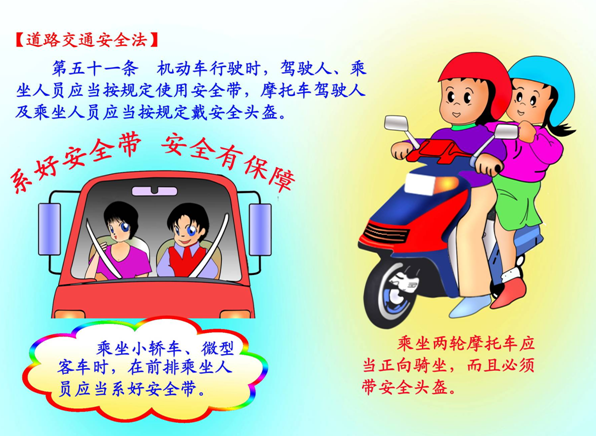 【道路交通安全法】
第五十一条 机动车行驶时，驾驶人、乘
坐人员应当按规定使用安全带，摩托车驾驶人
及乘坐人员应当按规定戴安全头盔。
系好安全带 安全有保障
乘坐小轿车、微型
客车时，在前排乘坐人
员应当系好安全带。
乘坐两轮摩托车应
当正向骑坐，而且必须
带安全头盔。